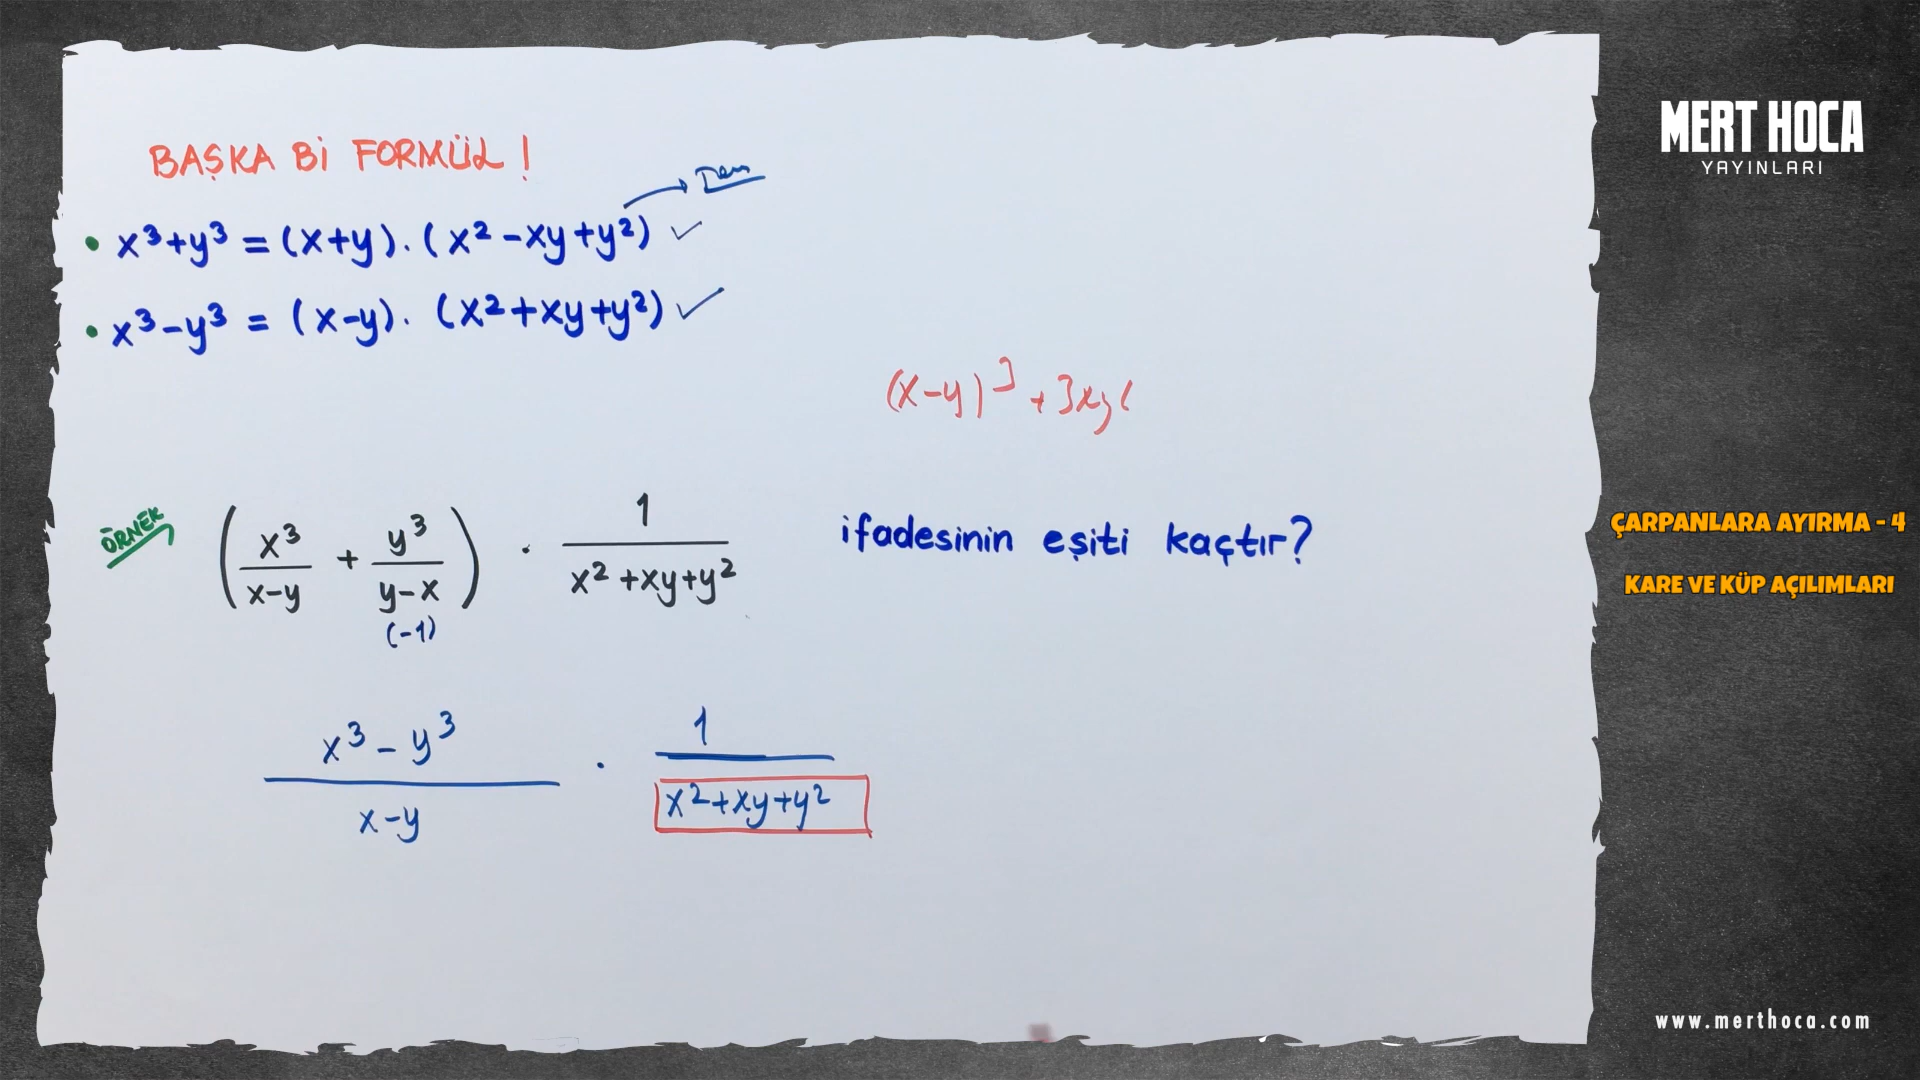 BAŞKA Bİ FORMÜL !
• x³+y³ = (x+y). (x² -xy+y²) ✓
• x³-y³ = (x-y). (x²+xy+y²) ✓
(x-y)³ + 3xy(
ÖRNEK (x³/x-y + y³/y-x) . 1/x²+xy+y² ifadesinin eşiti kaçtır?
(-1)
x³ - y³/x-y . 1/x²+xy+y²
MERT HOCA
YAYINLARI
ÇARPANLARA AYIRMA - 4
KARE VE KÜP AÇILIMLARI
www.merthoca.com